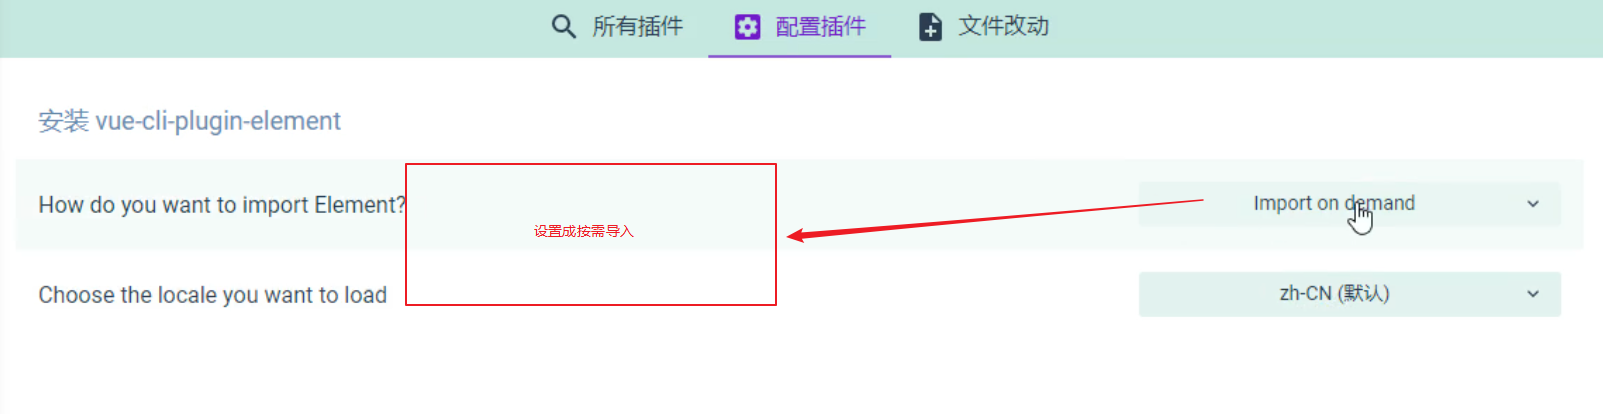 所有插件
配置插件
文件改动
安装 vue-cli-plugin-element
How do you want to import Element?
Import on demand
设置成按需导入
Choose the locale you want to load
zh-CN (默认)